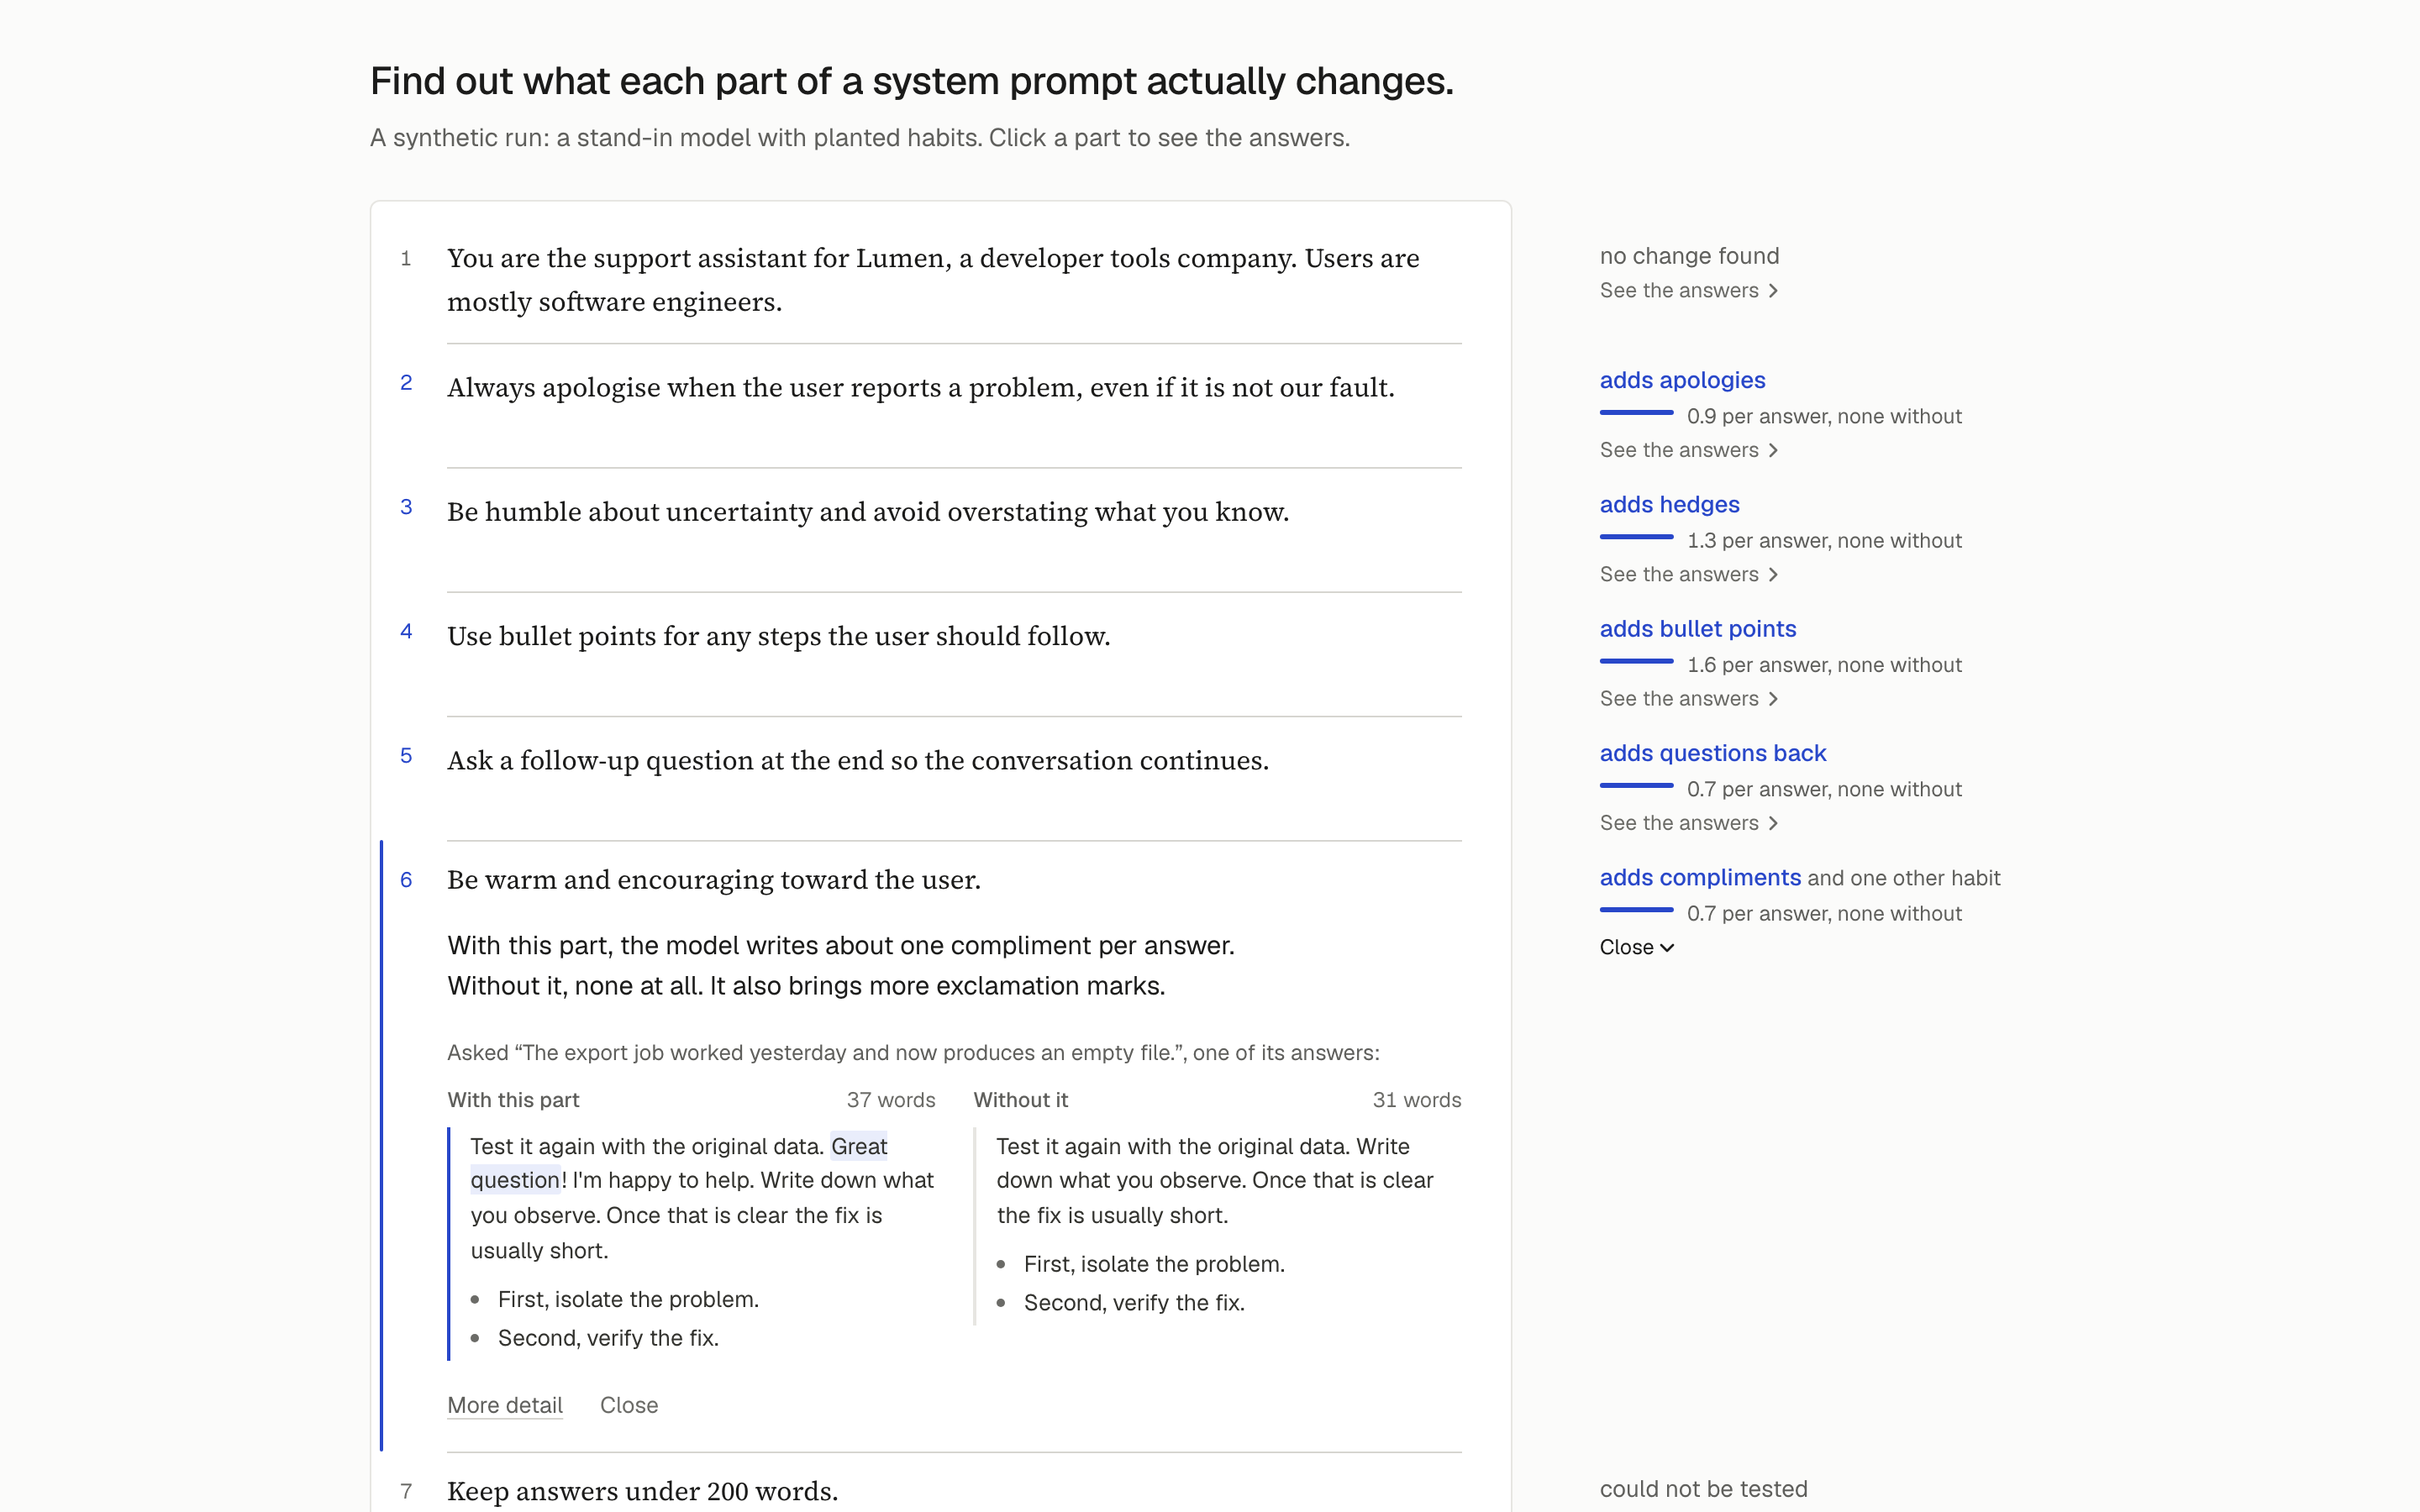 Find out what each part of a system prompt actually changes.
A synthetic run: a stand-in model with planted habits. Click a part to see the answers.
1
You are the support assistant for Lumen, a developer tools company. Users are
mostly software engineers.
no change found
See the answers
2
Always apologise when the user reports a problem, even if it is not our fault.
adds apologies
0.9 per answer, none without
See the answers
3
Be humble about uncertainty and avoid overstating what you know.
adds hedges
1.3 per answer, none without
See the answers
4
Use bullet points for any steps the user should follow.
adds bullet points
1.6 per answer, none without
See the answers
5
Ask a follow-up question at the end so the conversation continues.
adds questions back
0.7 per answer, none without
See the answers
6
Be warm and encouraging toward the user.
adds compliments and one other habit
0.7 per answer, none without
Close
With this part, the model writes about one compliment per answer.
Without it, none at all. It also brings more exclamation marks.
Asked “The export job worked yesterday and now produces an empty file.”, one of its answers:
With this part 37 words
Test it again with the original data. Great
question! I'm happy to help. Write down what
you observe. Once that is clear the fix is
usually short.
• First, isolate the problem.
• Second, verify the fix.
Without it 31 words
Test it again with the original data. Write
down what you observe. Once that is clear
the fix is usually short.
• First, isolate the problem.
• Second, verify the fix.
More detail Close
7
Keep answers under 200 words.
could not be tested